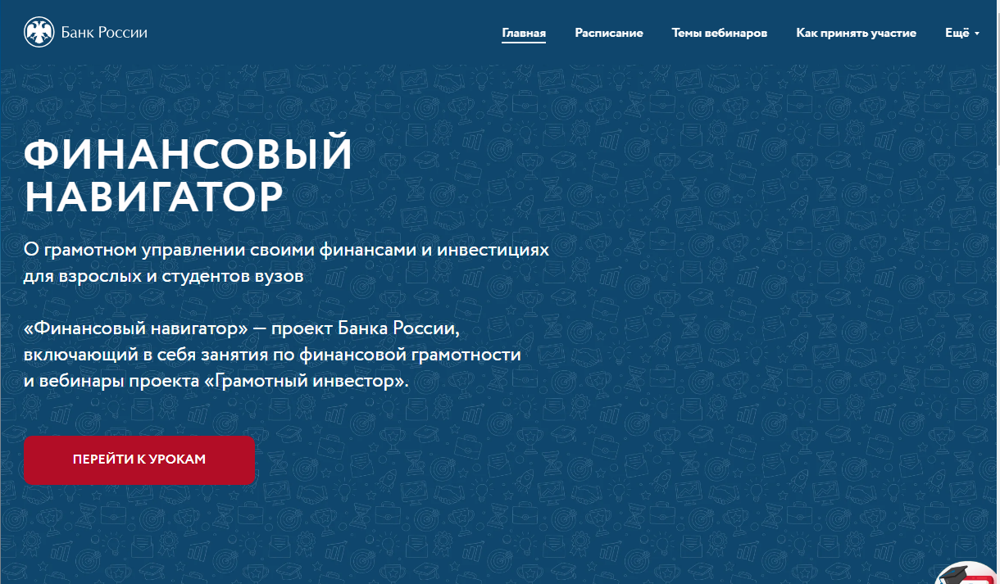 Банк России
Главная
Расписание
Темы вебинаров
Как принять участие
Ещё
ФИНАНСОВЫЙ
НАВИГАТОР
О грамотном управлении своими финансами и инвестициях
для взрослых и студентов вузов
«Финансовый навигатор» — проект Банка России,
включающий в себя занятия по финансовой грамотности
и вебинары проекта «Грамотный инвестор».
ПЕРЕЙТИ К УРОКАМ